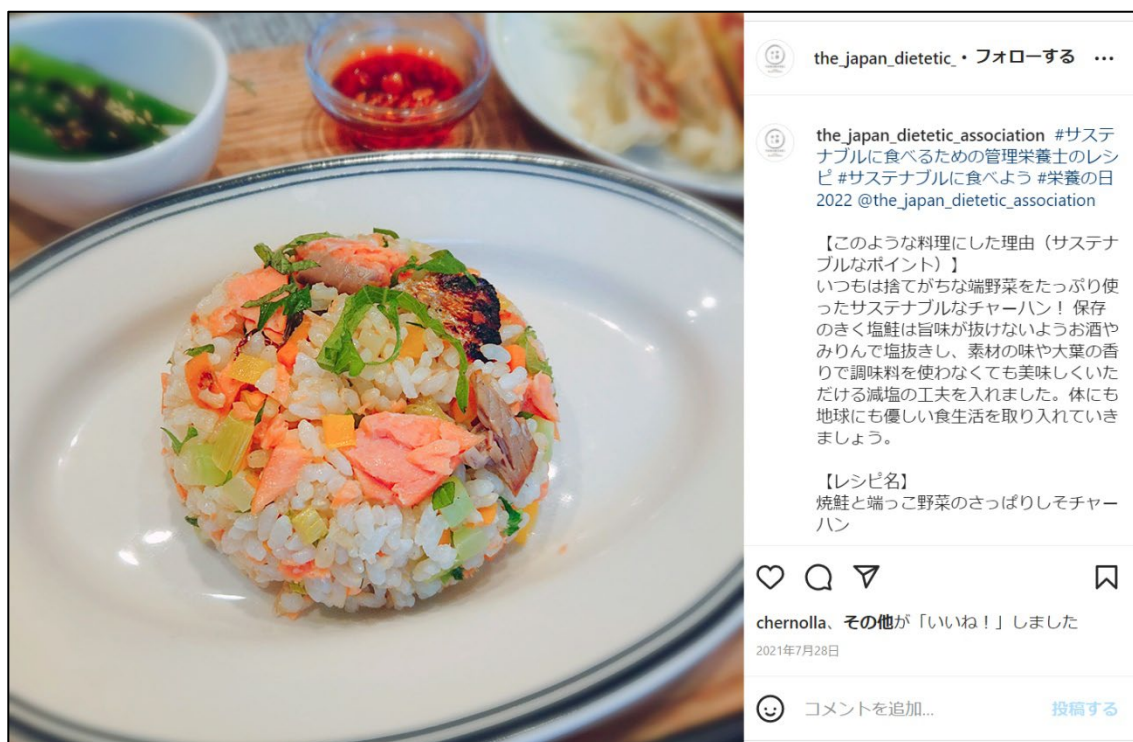 the_japan_dietetic_ • フォローする •••
the_japan_dietetic_association #サステ
ナブルに食べるための管理栄養士のレシ
ピ #サステナブルに食べよう #栄養の日
2022 @the_japan_dietetic_association
【このような料理にした理由（サステナ
ブルなポイント）】
いつもは捨てがちな端野菜をたっぷり使
ったサステナブルなチャーハン！ 保存
のきく塩鮭は旨味が抜けないようお酒や
みりんで塩抜きし、素材の味や大葉の香
りで調味料を使わなくても美味しくいた
だける減塩の工夫を入れました。体にも
地球にも優しい食生活を取り入れていき
ましょう。
【レシピ名】
焼鮭と端っこ野菜のさっぱりしそチャー
ハン
chernolla、その他が「いいね！」しました
2021年7月28日
コメントを追加... 投稿する